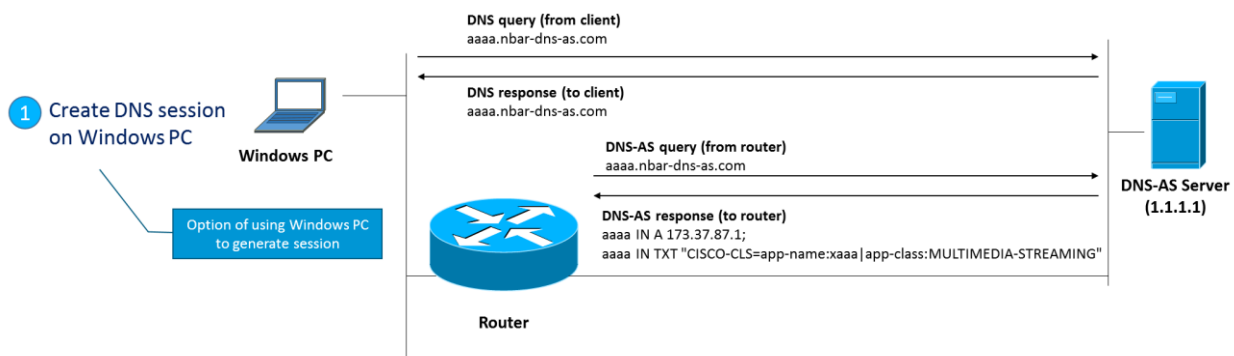 DNS query (from client)
aaaa.nbar-dns-as.com
DNS response (to client)
aaaa.nbar-dns-as.com
1
Create DNS session
on Windows PC
Windows PC
DNS-AS query (from router)
aaaa.nbar-dns-as.com
DNS-AS Server
(1.1.1.1)
Option of using Windows PC
to generate session
DNS-AS response (to router)
aaaa IN A 173.37.87.1;
aaaa IN TXT "CISCO-CLS=app-name:xaaa|app-class:MULTIMEDIA-STREAMING"
Router